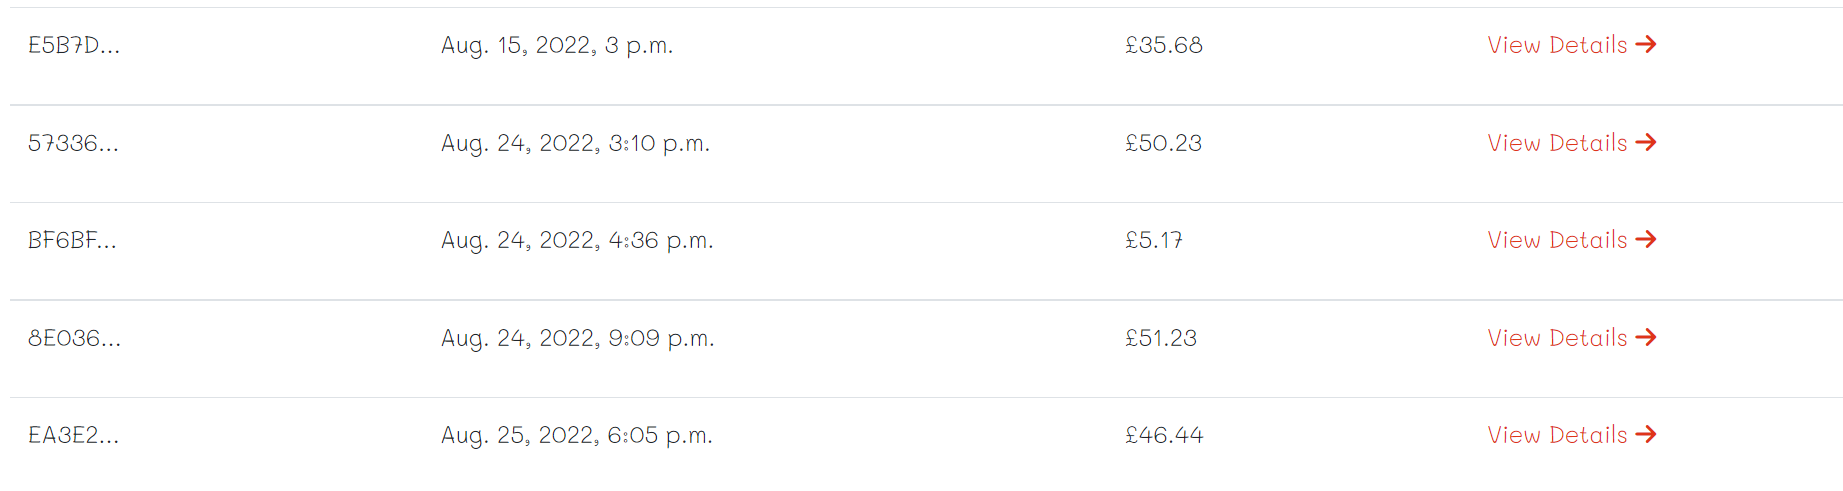 E5B7D... Aug. 15, 2022, 3 p.m. £35.68 View Details →
57336... Aug. 24, 2022, 3:10 p.m. £50.23 View Details →
BF6BF... Aug. 24, 2022, 4:36 p.m. £5.17 View Details →
8E036... Aug. 24, 2022, 9:09 p.m. £51.23 View Details →
EA3E2... Aug. 25, 2022, 6:05 p.m. £46.44 View Details →